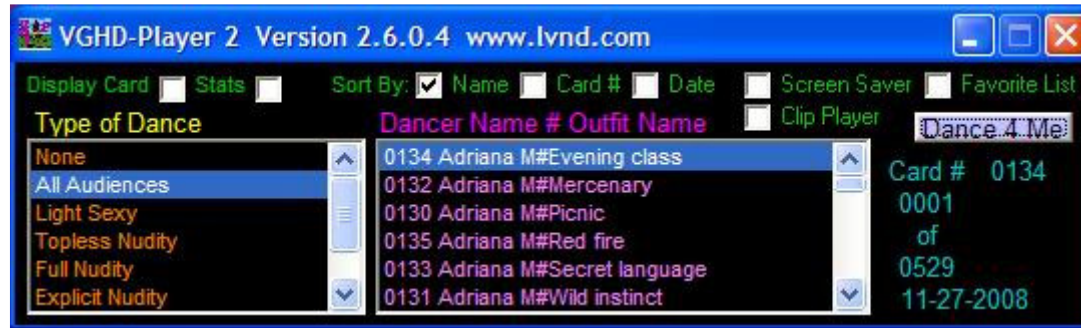 VGHD-Player 2 Version 2.6.0.4 www.lvnd.com
Display Card Stats Sort By: Name Card # Date Screen Saver Favorite List
Clip Player Dance 4 Me
Type of Dance
None
All Audiences
Light Sexy
Topless Nudity
Full Nudity
Explicit Nudity
Dancer Name # Outfit Name
0134 Adriana M#Evening class
0132 Adriana M#Mercenary
0130 Adriana M#Picnic
0135 Adriana M#Red fire
0133 Adriana M#Secret language
0131 Adriana M#Wild instinct
Card # 0134
0001
of
0529
11-27-2008